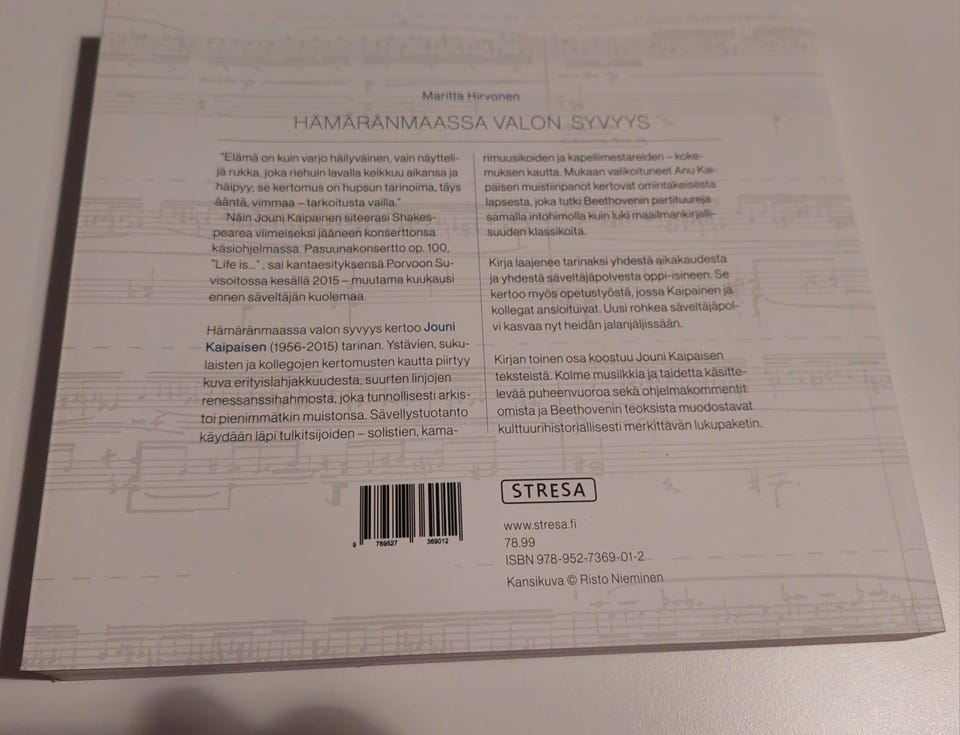 Maritta Hirvonen
HÄMÄRÄNMAASSA VALON SYVYYS
"Elämä on kuin varjo häilyväinen, vain näytteli-
jä rukka, joka riehuin lavalla keikkuu aikansa ja
häipyy; se kertomus on hupsun tarinoima, täys
ääntä, vimmaa – tarkoitusta vailla."
Näin Jouni Kaipainen siteerasi Shakes-
pearea viimeiseksi jääneen konserttonsa
käsiohjelmassa. Pasuunakonsertto op. 100,
"Life is...", sai kantaesityksensä Porvoon Su-
visoitossa kesällä 2015 – muutama kuukausi
ennen säveltäjän kuolemaa.
Hämäränmaassa valon syvyys kertoo Jouni
Kaipaisen (1956-2015) tarinan. Ystävien, suku-
laisten ja kollegojen kertomusten kautta piirtyy
kuva erityislahjakkuudesta, suurten linjojen
renessanssihahmosta, joka tunnollisesti arkis-
toi pienimmätkin muistonsa. Sävellystuotanto
käydään läpi tulkitsijoiden – solistien, kama-
rimuusikoiden ja kapellimestareiden – koke-
muksen kautta. Mukaan valikoituneet Anu Kai-
paisen muistiinpanot kertovat omintakeisesta
lapsesta, joka tutki Beethovenin partituureja
samalla intohimolla kuin luki maailmankirjalli-
suuden klassikoita.
Kirja laajenee tarinaksi yhdestä aikakaudesta
ja yhdestä säveltäjäpolvesta oppi-isineen. Se
kertoo myös opetustyöstä, jossa Kaipainen ja
kollegat ansioituivat. Uusi rohkea säveltäjäpol-
vi kasvaa nyt heidän jalanjäljissään.
Kirjan toinen osa koostuu Jouni Kaipaisen
teksteistä. Kolme musiikkia ja taidetta käsitte-
levää puheenvuoroa sekä ohjelmakommentit
omista ja Beethovenin teoksista muodostavat
kulttuurihistoriallisesti merkittävän lukupaketin.
9 789527 369012
STRESA
www.stresa.fi
78.99
ISBN 978-952-7369-01-2
Kansikuva © Risto Nieminen